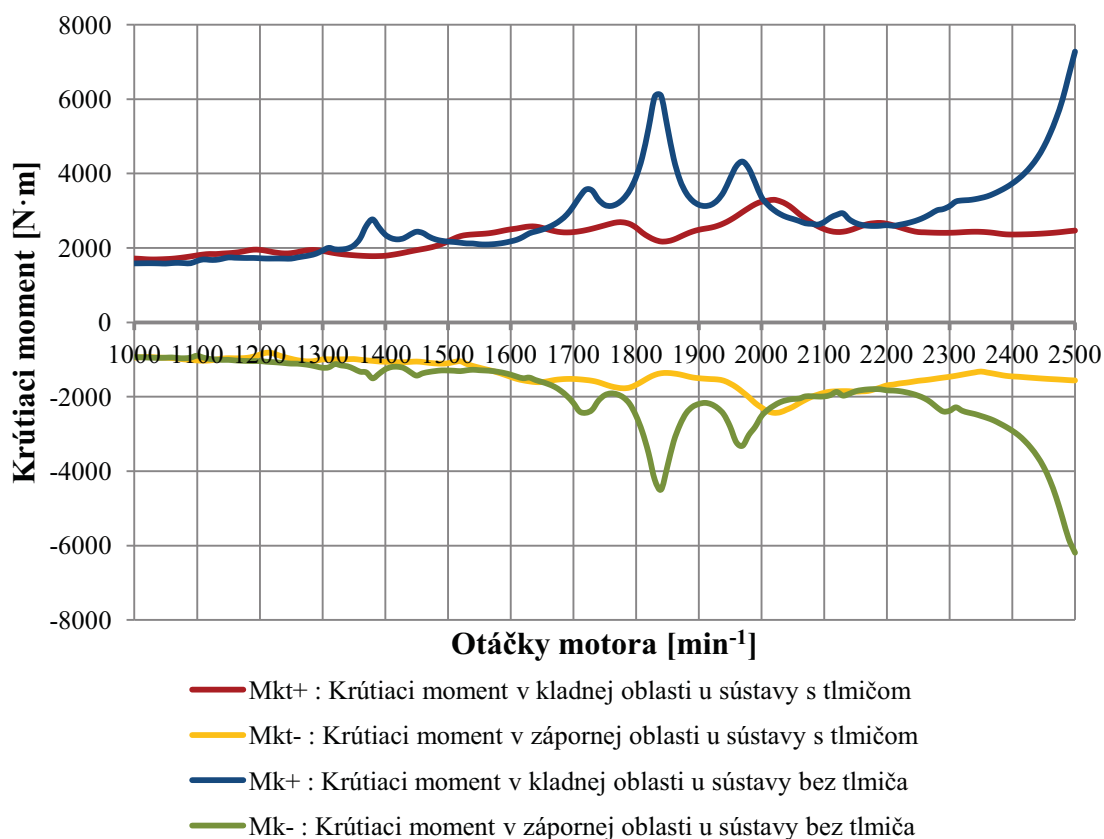 8000
6000
4000
2000
0
1000 1100 1200 1300 1400 1500 1600 1700 1800 1900 2000 2100 2200 2300 2400 2500
-2000
-4000
-6000
-8000
Krútiaci moment [N·m]
Otáčky motora [min⁻¹]
Mkt+ : Krútiaci moment v kladnej oblasti u sústavy s tlmičom
Mkt- : Krútiaci moment v zápornej oblasti u sústavy s tlmičom
Mk+ : Krútiaci moment v kladnej oblasti u sústavy bez tlmiča
Mk- : Krútiaci moment v zápornej oblasti u sústavy bez tlmiča